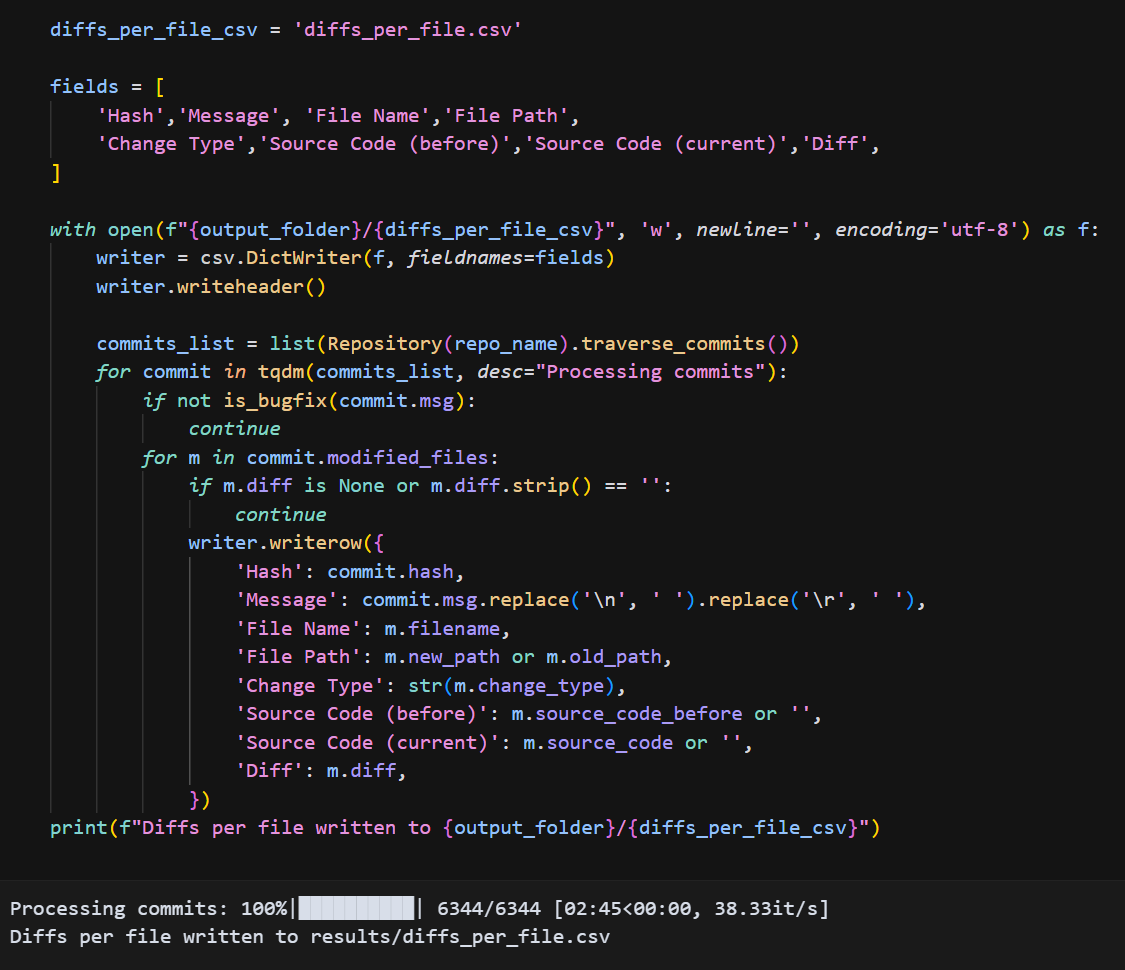 diffs_per_file_csv = 'diffs_per_file.csv'

fields = [
    'Hash','Message', 'File Name','File Path',
    'Change Type','Source Code (before)','Source Code (current)','Diff',
]

with open(f"{output_folder}/{diffs_per_file_csv}", 'w', newline='', encoding='utf-8') as f:
    writer = csv.DictWriter(f, fieldnames=fields)
    writer.writeheader()

    commits_list = list(Repository(repo_name).traverse_commits())
    for commit in tqdm(commits_list, desc="Processing commits"):
        if not is_bugfix(commit.msg):
            continue
        for m in commit.modified_files:
            if m.diff is None or m.diff.strip() == '':
                continue
            writer.writerow({
                'Hash': commit.hash,
                'Message': commit.msg.replace('\n', ' ').replace('\r', ' '),
                'File Name': m.filename,
                'File Path': m.new_path or m.old_path,
                'Change Type': str(m.change_type),
                'Source Code (before)': m.source_code_before or '',
                'Source Code (current)': m.source_code or '',
                'Diff': m.diff,
            })
print(f"Diffs per file written to {output_folder}/{diffs_per_file_csv}")

Processing commits: 100%|██████████| 6344/6344 [02:45<00:00, 38.33it/s]
Diffs per file written to results/diffs_per_file.csv